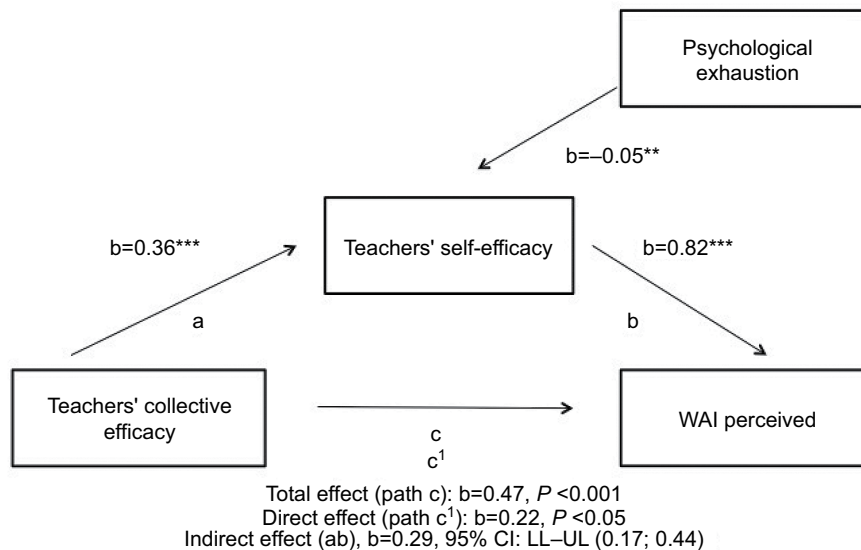 Psychological
exhaustion
b=–0.05**
Teachers' self-efficacy
b=0.36***
b=0.82***
a
b
Teachers' collective
efficacy
WAI perceived
c
c¹
Total effect (path c): b=0.47, P <0.001
Direct effect (path c¹): b=0.22, P <0.05
Indirect effect (ab), b=0.29, 95% CI: LL–UL (0.17; 0.44)